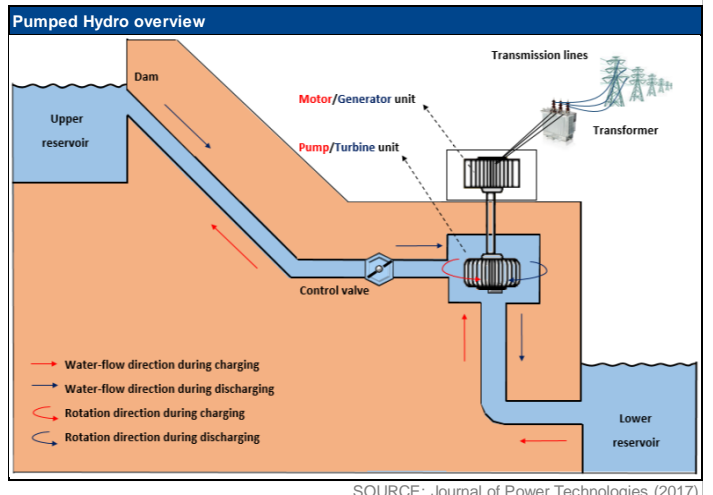 Pumped Hydro overview
Dam
Transmission lines
Upper
reservoir
Motor/Generator unit
Transformer
Pump/Turbine unit
Control valve
Water-flow direction during charging
Water-flow direction during discharging
Rotation direction during charging
Rotation direction during discharging
Lower
reservoir
SOURCE: Journal of Power Technologies (2017)